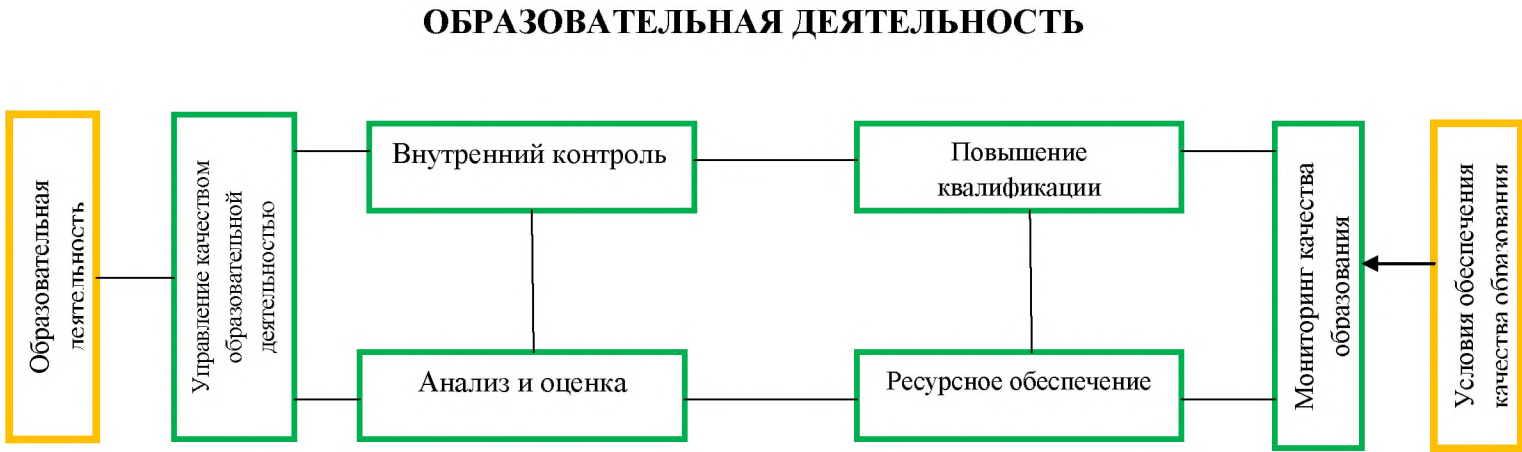 ОБРАЗОВАТЕЛЬНАЯ ДЕЯТЕЛЬНОСТЬ
Образовательная
деятельность
Управление качеством
образовательной
деятельностью
Внутренний контроль
Повышение
квалификации
Анализ и оценка
Ресурсное обеспечение
Мониторинг качества
образования
Условия обеспечения
качества образования